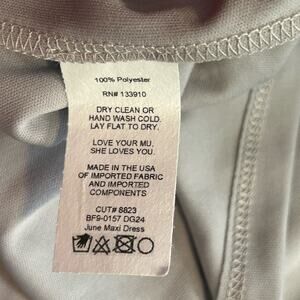 100% Polyester
RN# 133910
DRY CLEAN OR
HAND WASH COLD.
LAY FLAT TO DRY.
LOVE YOUR MU.
SHE LOVES YOU.
MADE IN THE USA
OF IMPORTED FABRIC
AND IMPORTED
COMPONENTS
CUT# 8823
BF9-0157 DG24
June Maxi Dress